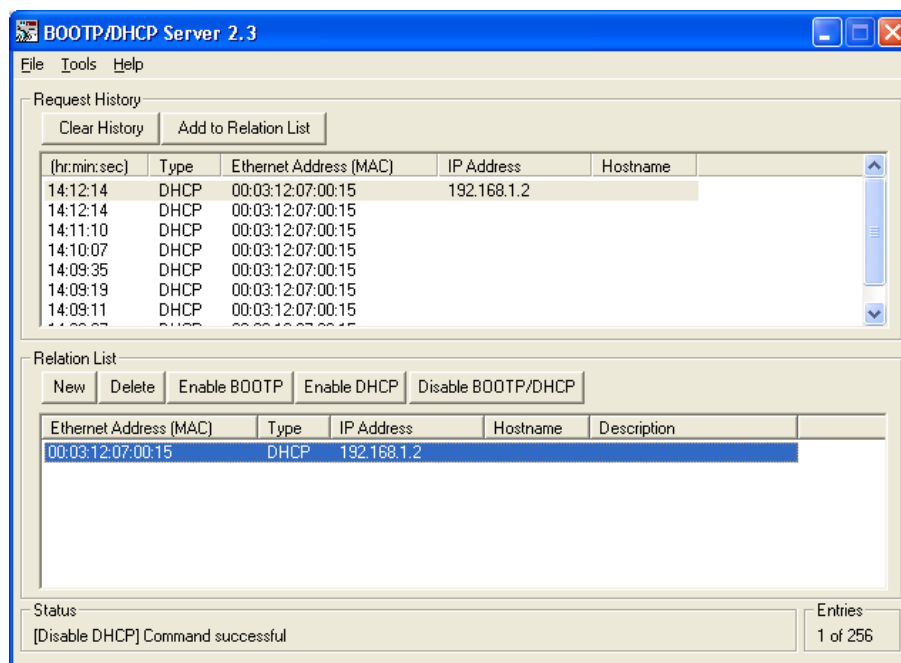 BOOTP/DHCP Server 2.3
File Tools Help
Request History
Clear History Add to Relation List
(hr:min:sec) Type Ethernet Address (MAC) IP Address Hostname
14:12:14 DHCP 00:03:12:07:00:15 192.168.1.2
14:12:14 DHCP 00:03:12:07:00:15
14:11:10 DHCP 00:03:12:07:00:15
14:10:07 DHCP 00:03:12:07:00:15
14:09:35 DHCP 00:03:12:07:00:15
14:09:19 DHCP 00:03:12:07:00:15
14:09:11 DHCP 00:03:12:07:00:15
Relation List
New Delete Enable BOOTP Enable DHCP Disable BOOTP/DHCP
Ethernet Address (MAC) Type IP Address Hostname Description
00:03:12:07:00:15 DHCP 192.168.1.2
Status
[Disable DHCP] Command successful
Entries
1 of 256